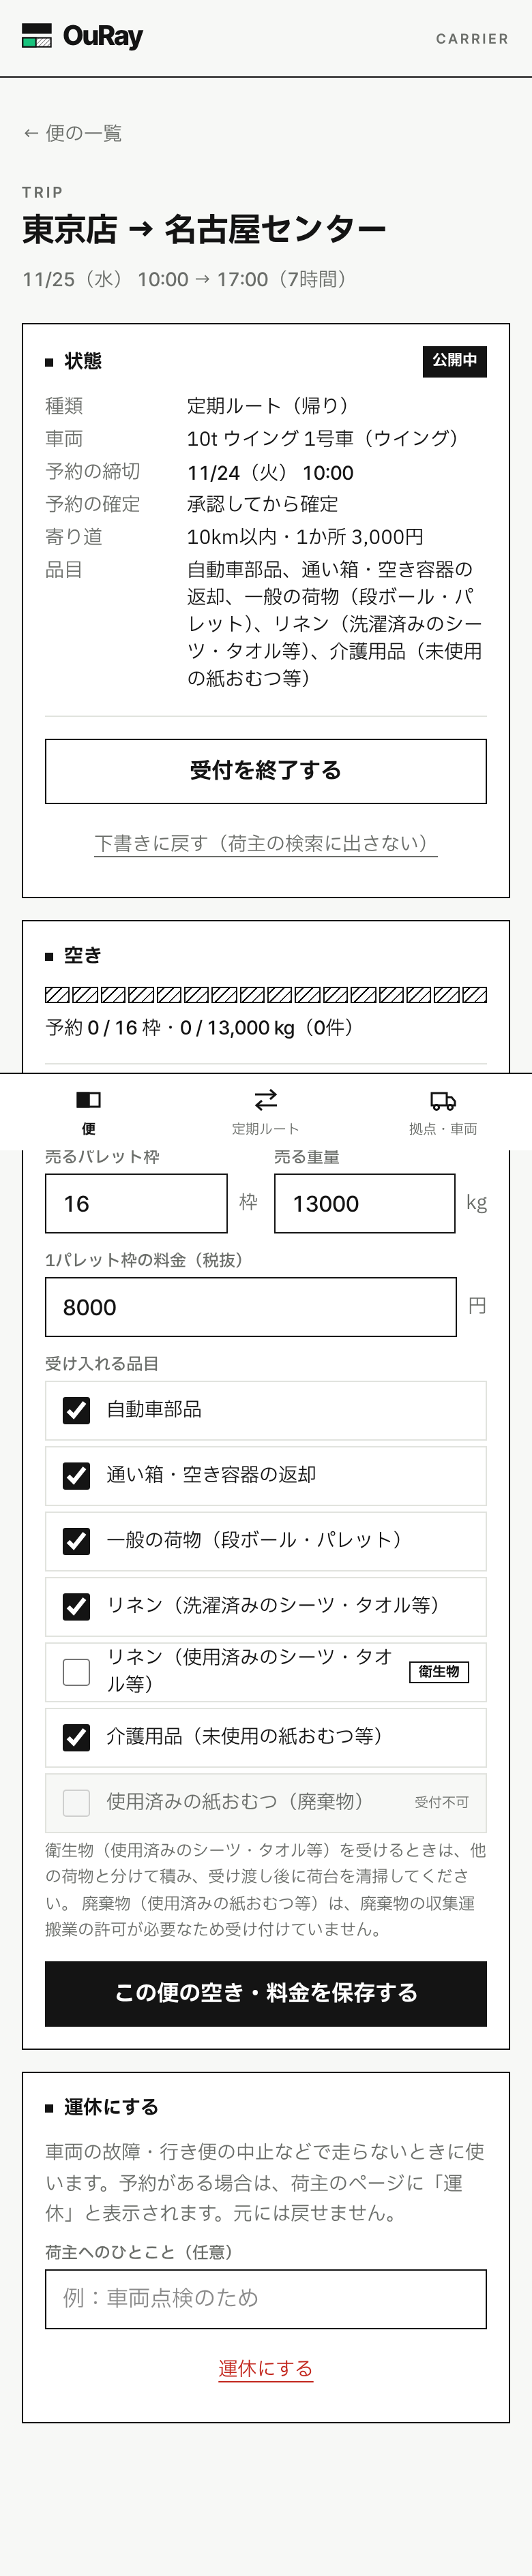 OuRay
CARRIER
← 便の一覧
TRIP
東京店 → 名古屋センター
11/25（水） 10:00 → 17:00（7時間）
状態
公開中
種類 定期ルート（帰り）
車両 10t ウイング 1号車（ウイング）
予約の締切 11/24（火） 10:00
予約の確定 承認してから確定
寄り道 10km以内・1か所 3,000円
品目 自動車部品、通い箱・空き容器の
返却、一般の荷物（段ボール・パ
レット）、リネン（洗濯済みのシー
ツ・タオル等）、介護用品（未使用
の紙おむつ等）
受付を終了する
下書きに戻す（荷主の検索に出さない）
空き
予約 0 / 16 枠・0 / 13,000 kg（0件）
便
定期ルート
拠点・車両
売るパレット枠
売る重量
16 枠
13000 kg
1パレット枠の料金（税抜）
8000 円
受け入れる品目
自動車部品
通い箱・空き容器の返却
一般の荷物（段ボール・パレット）
リネン（洗濯済みのシーツ・タオル等）
リネン（使用済みのシーツ・タオ
ル等）
衛生物
介護用品（未使用の紙おむつ等）
使用済みの紙おむつ（廃棄物） 受付不可
衛生物（使用済みのシーツ・タオル等）を受けるときは、他
の荷物と分けて積み、受け渡し後に荷台を清掃してくださ
い。 廃棄物（使用済みの紙おむつ等）は、廃棄物の収集運
搬業の許可が必要なため受け付けていません。
この便の空き・料金を保存する
運休にする
車両の故障・行き便の中止などで走らないときに使
います。予約がある場合は、荷主のページに「運
休」と表示されます。元には戻せません。
荷主へのひとこと（任意）
例：車両点検のため
運休にする